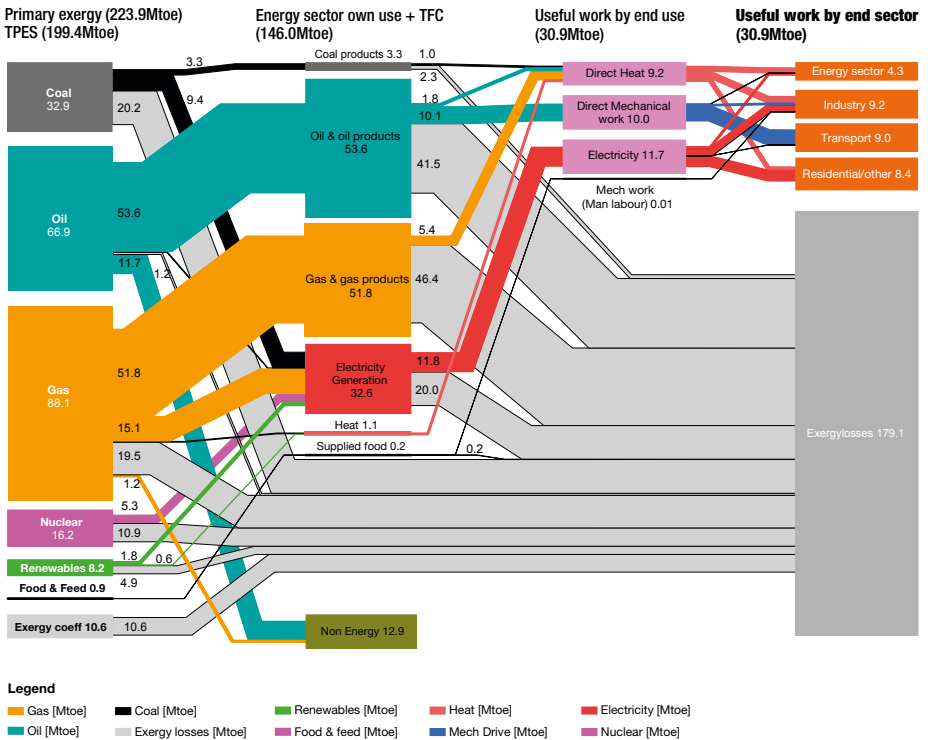 Primary exergy (223.9Mtoe)
TPES (199.4Mtoe)
Energy sector own use + TFC
(146.0Mtoe)
Useful work by end use
(30.9Mtoe)
Useful work by end sector
(30.9Mtoe)
Coal
32.9
3.3
9.4
20.2
Oil
66.9
53.6
11.7
1.2
Gas
88.1
51.8
15.1
19.5
1.2
Nuclear
16.2
5.3
10.9
Renewables 8.2
1.8
0.6
4.9
Food & Feed 0.9
Exergy coeff 10.6
10.6
Coal products 3.3
1.0
2.3
Oil & oil products
53.6
1.8
10.1
41.5
Gas & gas products
51.8
5.4
46.4
Electricity
Generation
32.6
11.8
20.0
Heat 1.1
Supplied food 0.2
0.2
Non Energy 12.9
Direct Heat 9.2
Direct Mechanical
work 10.0
Electricity 11.7
Mech work
(Man labour) 0.01
Energy sector 4.3
Industry 9.2
Transport 9.0
Residential/other 8.4
Exergylosses 179.1
Legend
Gas [Mtoe]
Coal [Mtoe]
Renewables [Mtoe]
Heat [Mtoe]
Electricity [Mtoe]
Oil [Mtoe]
Exergy losses [Mtoe]
Food & feed [Mtoe]
Mech Drive [Mtoe]
Nuclear [Mtoe]